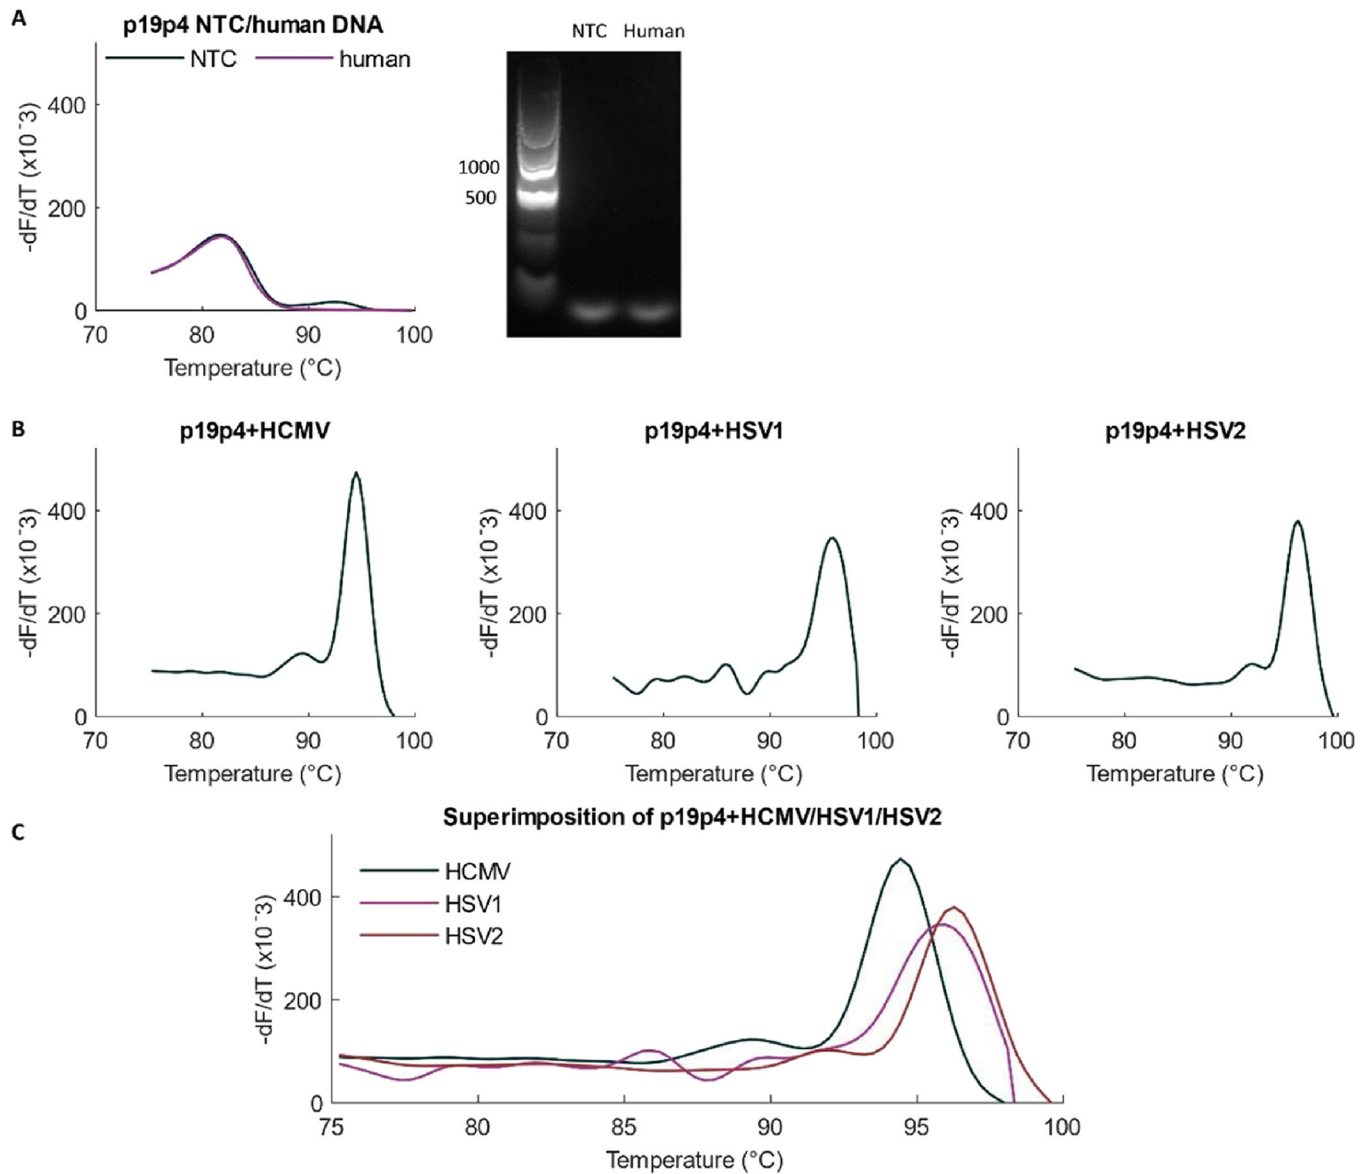 A
p19p4 NTC/human DNA
NTC
human
-dF/dT (x10⁻3)
400
200
0
70
80
90
100
Temperature (°C)
NTC Human
1000
500
B
p19p4+HCMV
-dF/dT (x10⁻3)
400
200
0
70
80
90
100
Temperature (°C)
p19p4+HSV1
-dF/dT (x10⁻3)
400
200
0
70
80
90
100
Temperature (°C)
p19p4+HSV2
-dF/dT (x10⁻3)
400
200
0
70
80
90
100
Temperature (°C)
C
Superimposition of p19p4+HCMV/HSV1/HSV2
HCMV
HSV1
HSV2
-dF/dT (x10⁻3)
400
200
0
75
80
85
90
95
100
Temperature (°C)